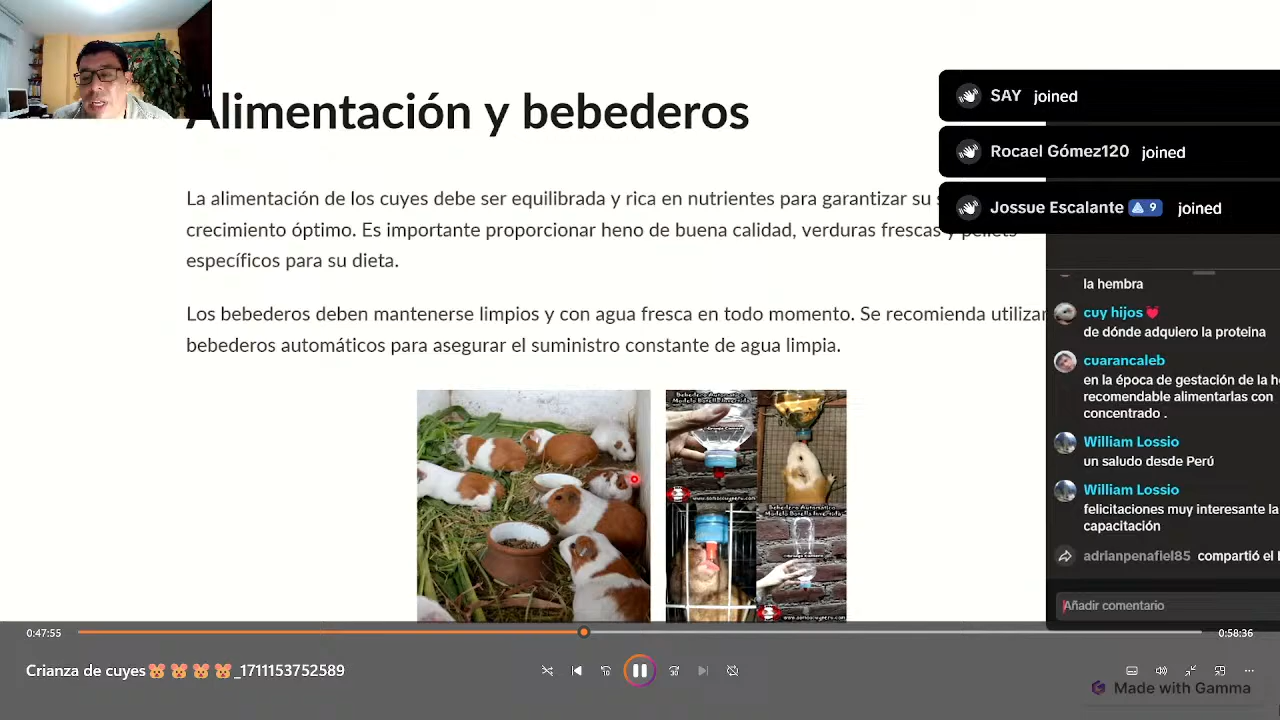 Alimentación y bebederos
La alimentación de los cuyes debe ser equilibrada y rica en nutrientes para garantizar su
crecimiento óptimo. Es importante proporcionar heno de buena calidad, verduras frescas y pellets
específicos para su dieta.
Los bebederos deben mantenerse limpios y con agua fresca en todo momento. Se recomienda utilizar
bebederos automáticos para asegurar el suministro constante de agua limpia.
SAY joined
Rocael Gómez120 joined
Jossue Escalante 9 joined
la hembra
cuy hijos
de dónde adquiero la proteina
cuarancaleb
en la época de gestación de la
recomendable alimentarlas con
concentrado .
William Lossio
un saludo desde Perú
William Lossio
felicitaciones muy interesante la
capacitación
adrianpenafiel85 compartió el
Añadir comentario
Bebedero Automatico
0:47:55
0:58:36
Crianza de cuyes🐹🐹🐹🐹_1711153752589
Made with Gamma